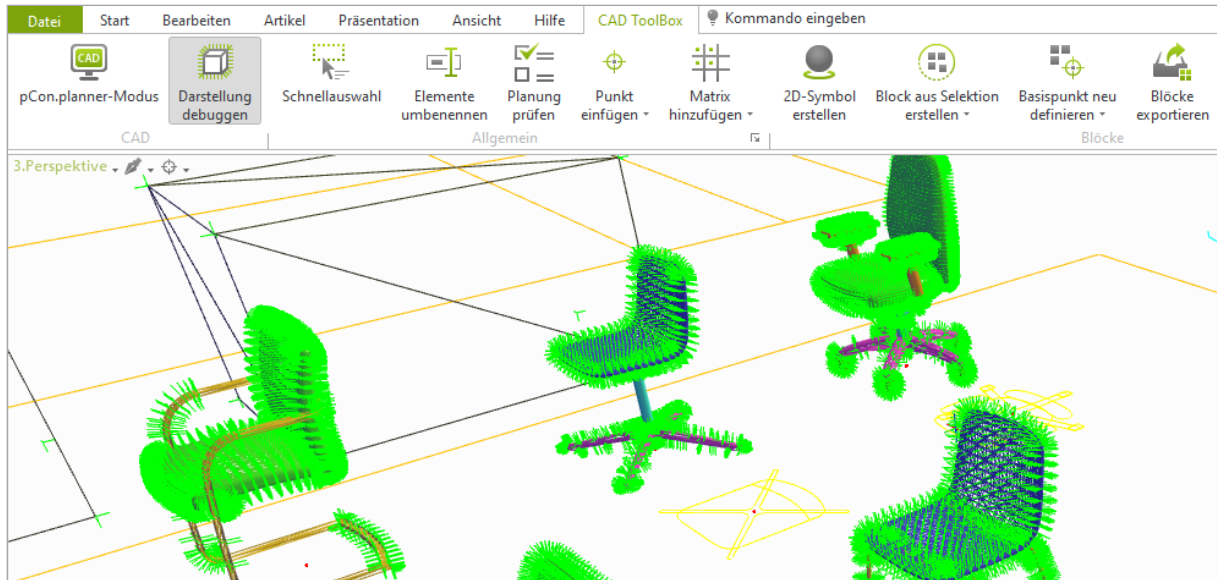 Datei Start Bearbeiten Artikel Präsentation Ansicht Hilfe CAD ToolBox Kommando eingeben
CAD
pCon.planner-Modus Darstellung debuggen Schnellauswahl Elemente umbenennen Planung prüfen Punkt einfügen Matrix hinzufügen 2D-Symbol erstellen Block aus Selektion erstellen Basispunkt neu definieren Blöcke exportieren
CAD Allgemein Blöcke
3.Perspektive